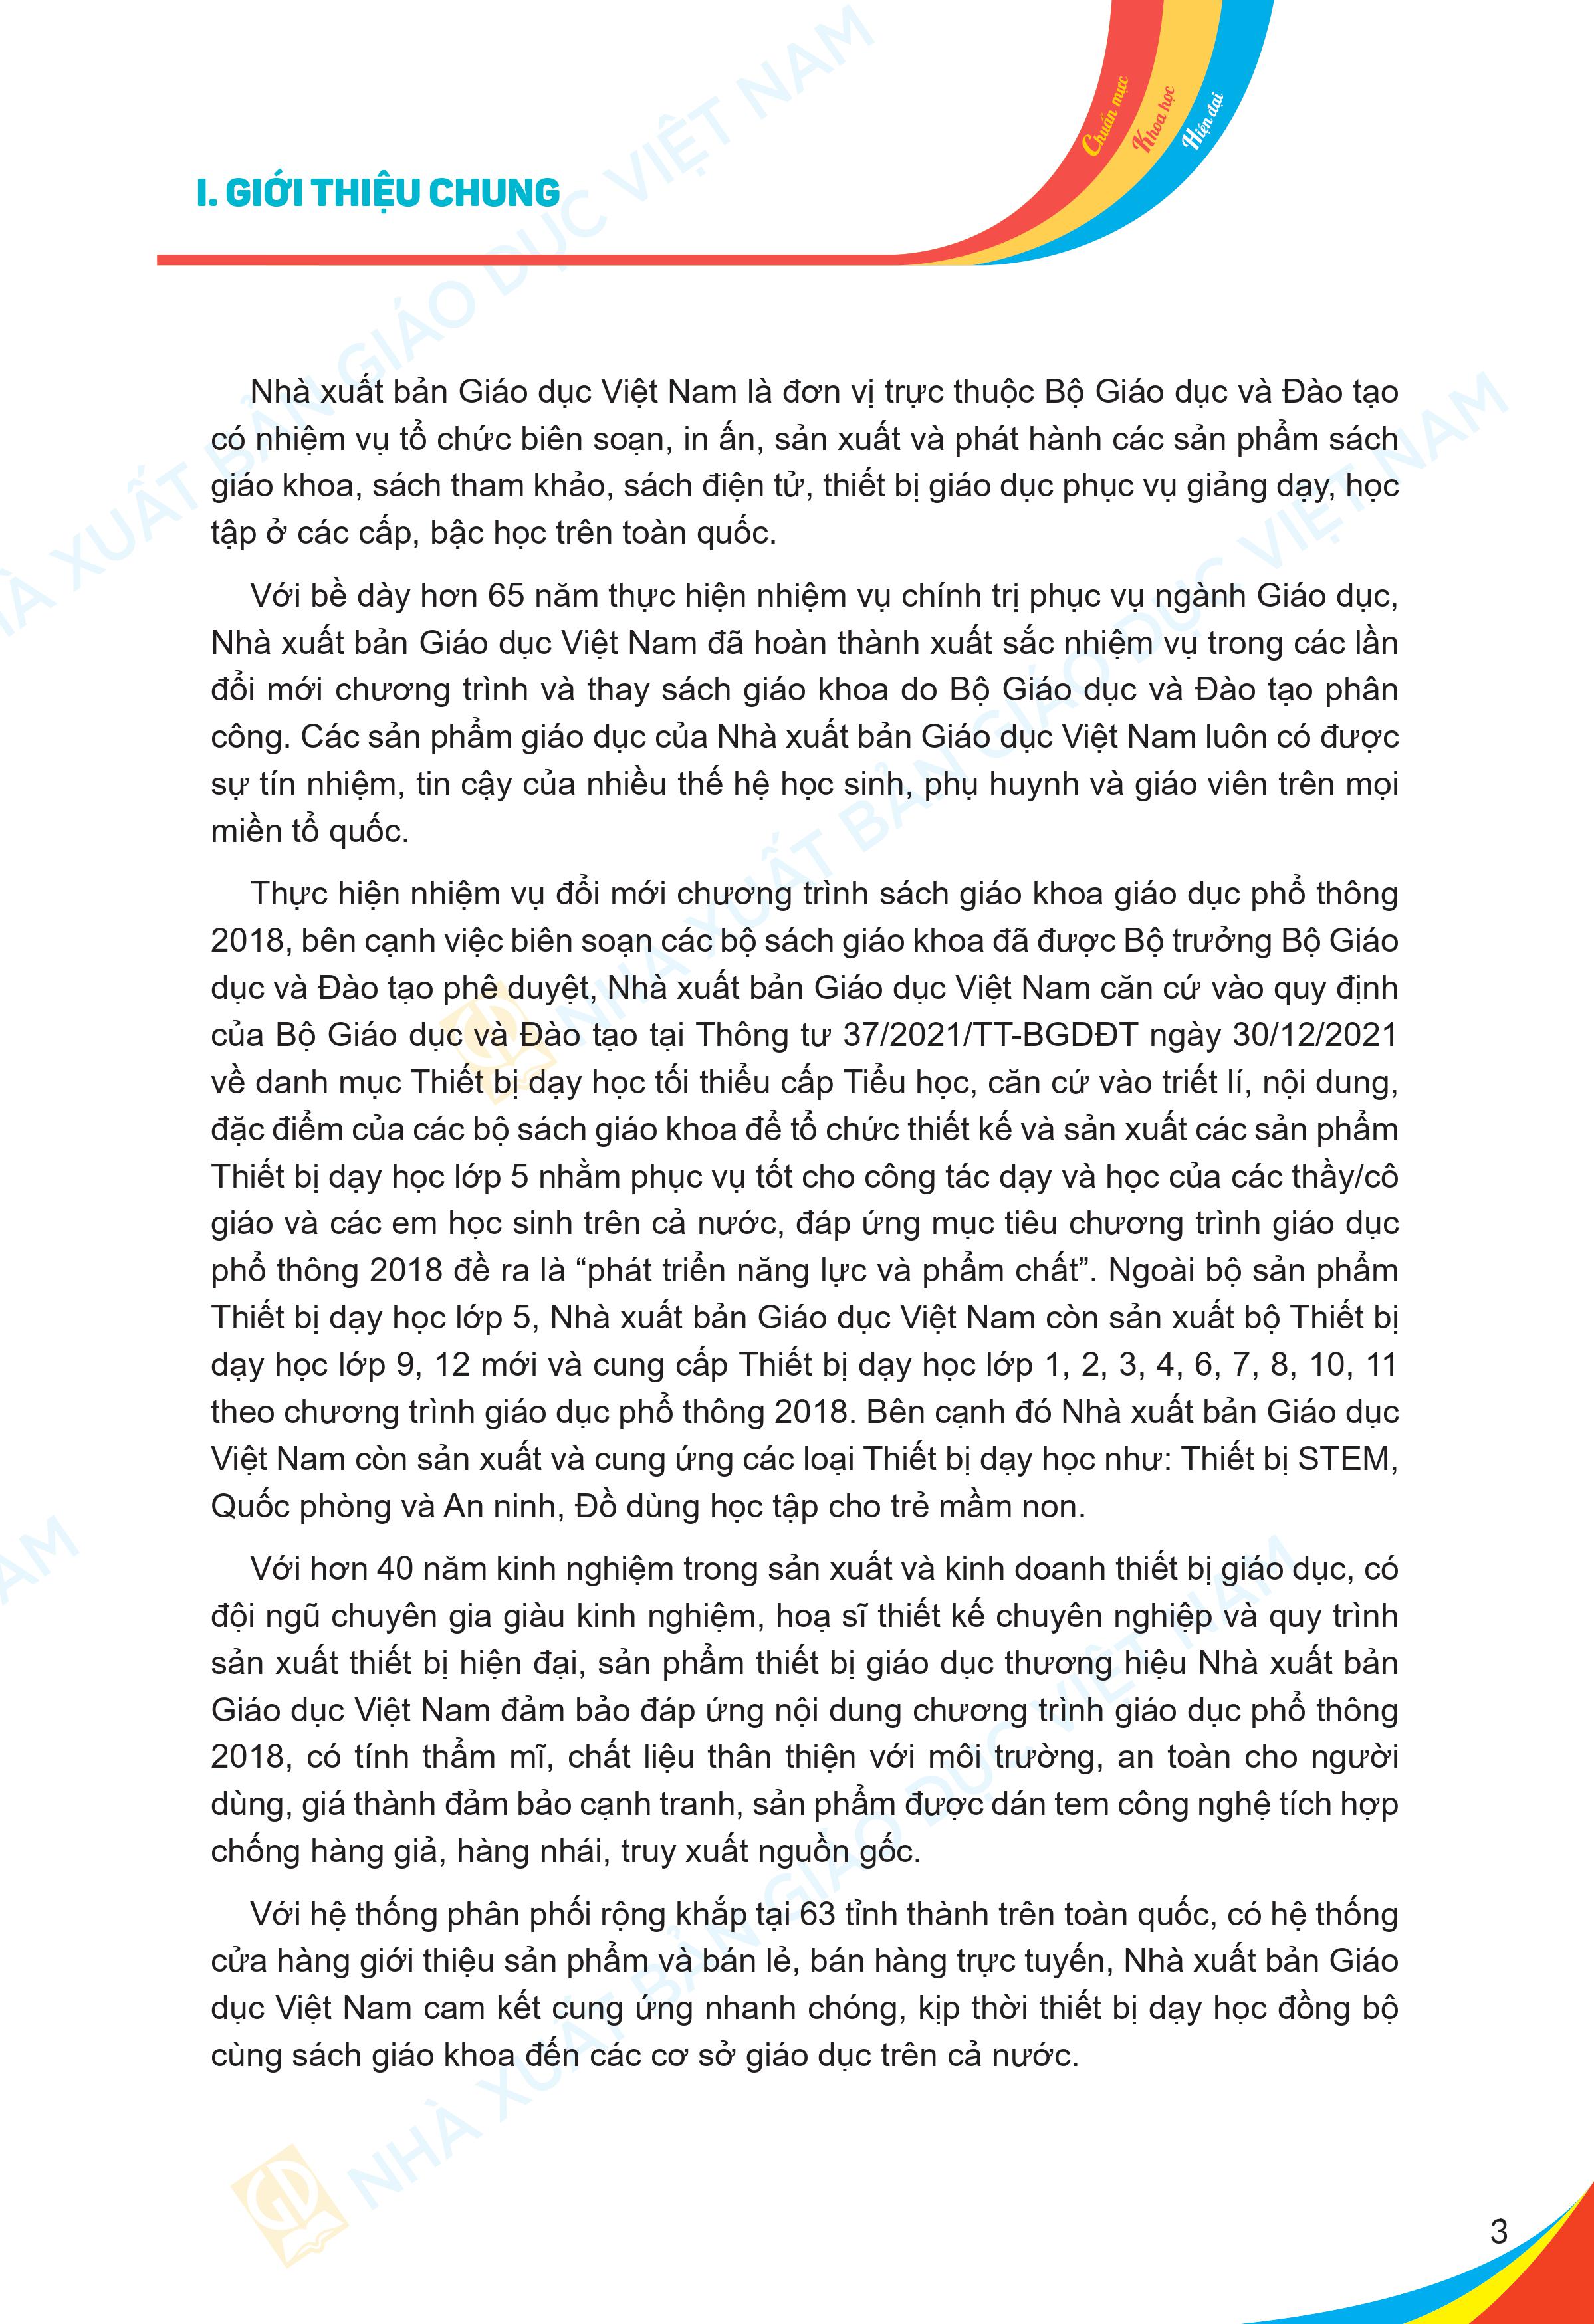 Chuẩn mực
Khoa học
Hiện đại
I. GIỚI THIỆU CHUNG
Nhà xuất bản Giáo dục Việt Nam là đơn vị trực thuộc Bộ Giáo dục và Đào tạo
có nhiệm vụ tổ chức biên soạn, in ấn, sản xuất và phát hành các sản phẩm sách
giáo khoa, sách tham khảo, sách điện tử, thiết bị giáo dục phục vụ giảng dạy, học
tập ở các cấp, bậc học trên toàn quốc.
Với bề dày hơn 65 năm thực hiện nhiệm vụ chính trị phục vụ ngành Giáo dục,
Nhà xuất bản Giáo dục Việt Nam đã hoàn thành xuất sắc nhiệm vụ trong các lần
đổi mới chương trình và thay sách giáo khoa do Bộ Giáo dục và Đào tạo phân
công. Các sản phẩm giáo dục của Nhà xuất bản Giáo dục Việt Nam luôn có được
sự tín nhiệm, tin cậy của nhiều thế hệ học sinh, phụ huynh và giáo viên trên mọi
miền tổ quốc.
Thực hiện nhiệm vụ đổi mới chương trình sách giáo khoa giáo dục phổ thông
2018, bên cạnh việc biên soạn các bộ sách giáo khoa đã được Bộ trưởng Bộ Giáo
dục và Đào tạo phê duyệt, Nhà xuất bản Giáo dục Việt Nam căn cứ vào quy định
của Bộ Giáo dục và Đào tạo tại Thông tư 37/2021/TT-BGDĐT ngày 30/12/2021
về danh mục Thiết bị dạy học tối thiểu cấp Tiểu học, căn cứ vào triết lí, nội dung,
đặc điểm của các bộ sách giáo khoa để tổ chức thiết kế và sản xuất các sản phẩm
Thiết bị dạy học lớp 5 nhằm phục vụ tốt cho công tác dạy và học của các thầy/cô
giáo và các em học sinh trên cả nước, đáp ứng mục tiêu chương trình giáo dục
phổ thông 2018 đề ra là “phát triển năng lực và phẩm chất”. Ngoài bộ sản phẩm
Thiết bị dạy học lớp 5, Nhà xuất bản Giáo dục Việt Nam còn sản xuất bộ Thiết bị
dạy học lớp 9, 12 mới và cung cấp Thiết bị dạy học lớp 1, 2, 3, 4, 6, 7, 8, 10, 11
theo chương trình giáo dục phổ thông 2018. Bên cạnh đó Nhà xuất bản Giáo dục
Việt Nam còn sản xuất và cung ứng các loại Thiết bị dạy học như: Thiết bị STEM,
Quốc phòng và An ninh, Đồ dùng học tập cho trẻ mầm non.
Với hơn 40 năm kinh nghiệm trong sản xuất và kinh doanh thiết bị giáo dục, có
đội ngũ chuyên gia giàu kinh nghiệm, hoạ sĩ thiết kế chuyên nghiệp và quy trình
sản xuất thiết bị hiện đại, sản phẩm thiết bị giáo dục thương hiệu Nhà xuất bản
Giáo dục Việt Nam đảm bảo đáp ứng nội dung chương trình giáo dục phổ thông
2018, có tính thẩm mĩ, chất liệu thân thiện với môi trường, an toàn cho người
dùng, giá thành đảm bảo cạnh tranh, sản phẩm được dán tem công nghệ tích hợp
chống hàng giả, hàng nhái, truy xuất nguồn gốc.
Với hệ thống phân phối rộng khắp tại 63 tỉnh thành trên toàn quốc, có hệ thống
cửa hàng giới thiệu sản phẩm và bán lẻ, bán hàng trực tuyến, Nhà xuất bản Giáo
dục Việt Nam cam kết cung ứng nhanh chóng, kịp thời thiết bị dạy học đồng bộ
cùng sách giáo khoa đến các cơ sở giáo dục trên cả nước.
3
NHÀ XUẤT BẢN GIÁO DỤC VIỆT NAM
NHÀ XUẤT BẢN GIÁO DỤC VIỆT NAM
NAM
NHÀ XUẤT BẢN GIÁO DỤC VIỆT NAM